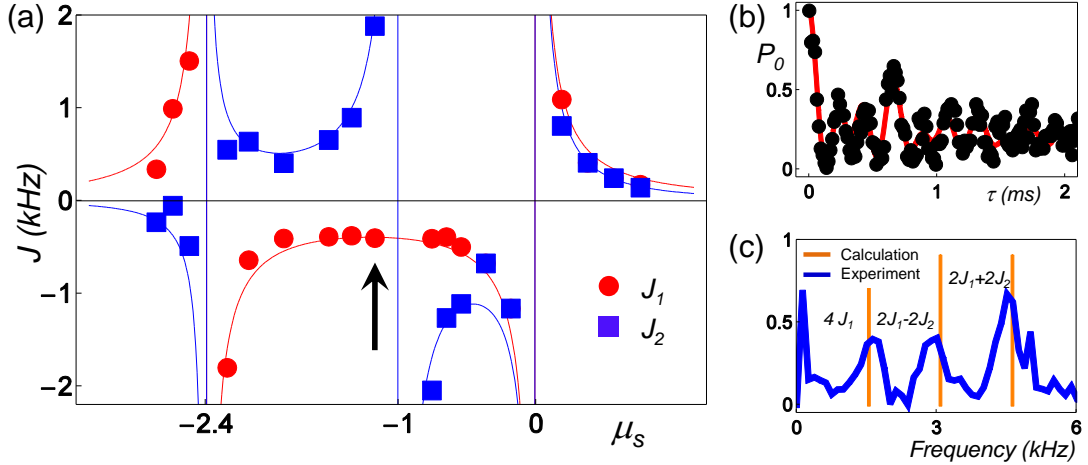 (a)
2
1
0
−1
−2
J (kHz)
J₁
J₂
−2.4
−1
0
μₛ
(b)
1
P₀
0.5
0
0
1
2
τ (ms)
(c)
1
Calculation
Experiment
2J₁+2J₂
4 J₁
2J₁-2J₂
0.5
0
0
3
6
Frequency (kHz)